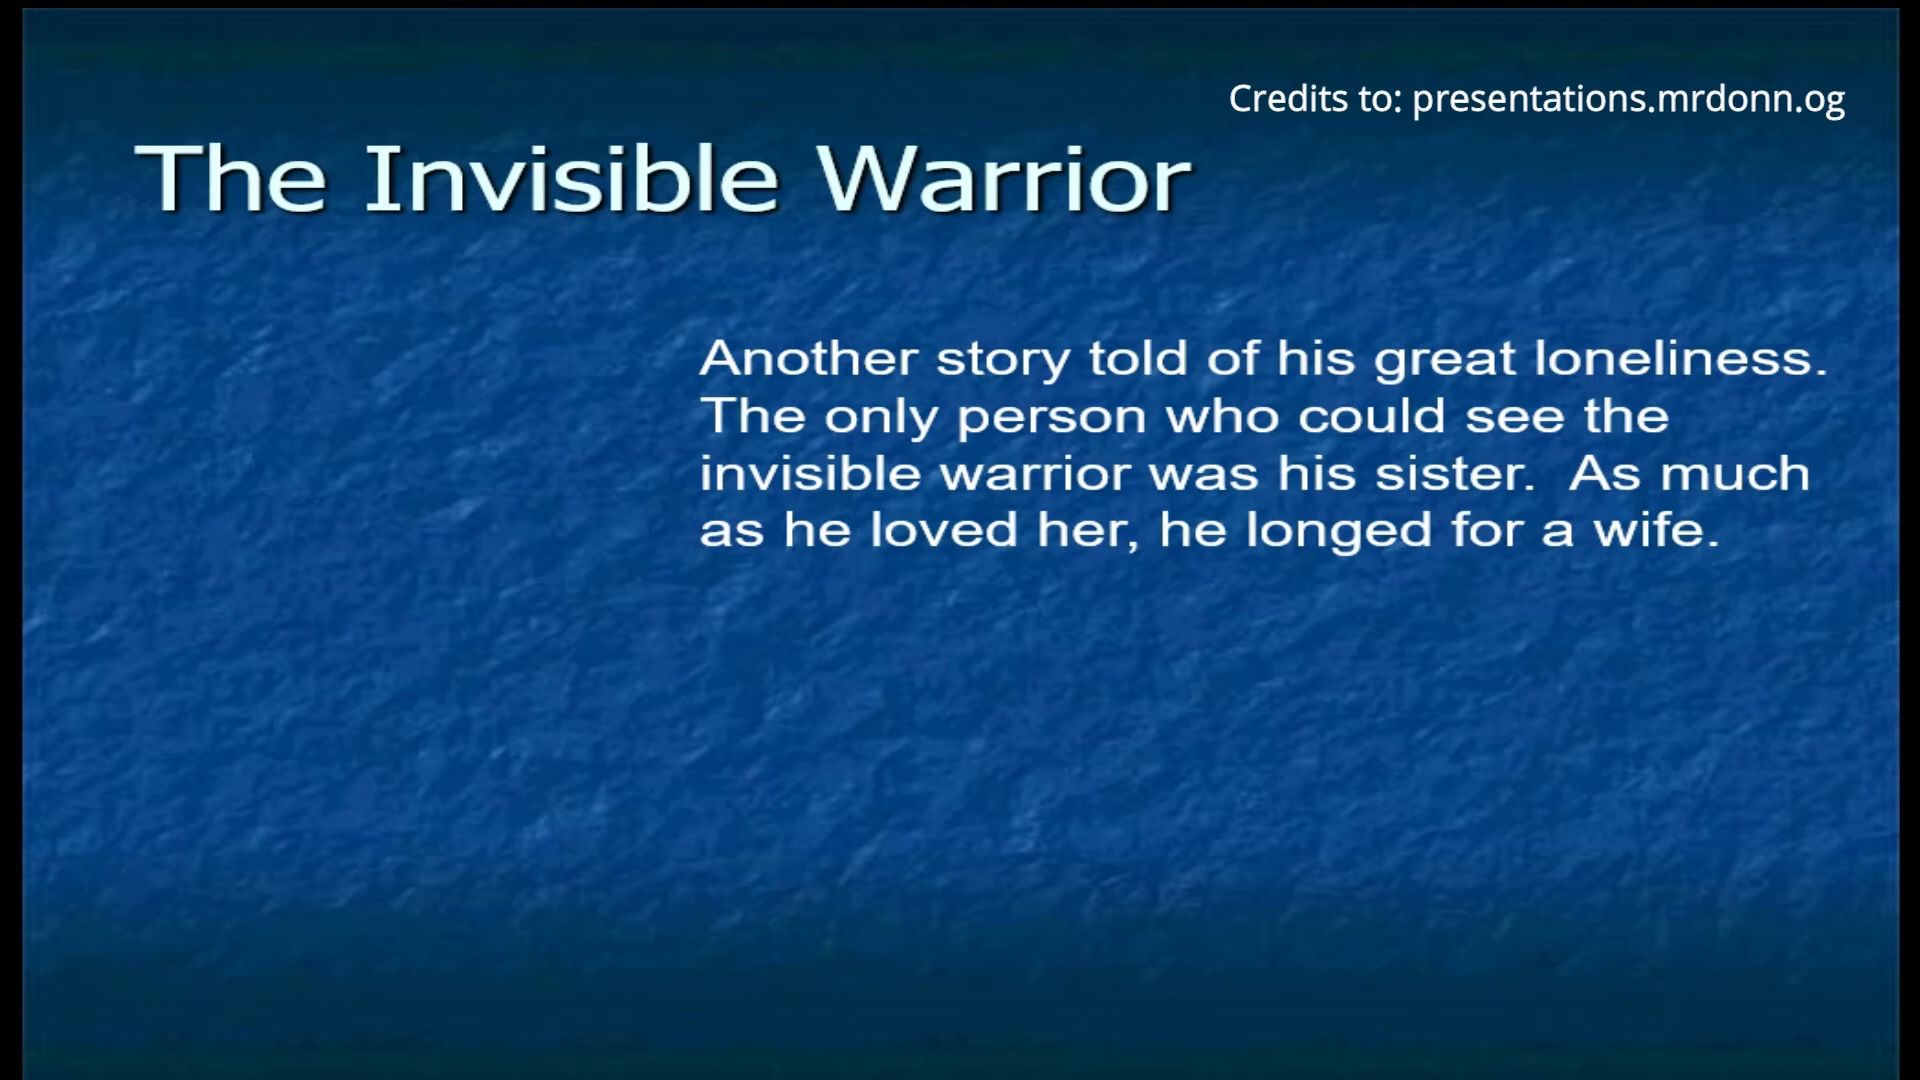 Credits to: presentations.mrdonn.og
The Invisible Warrior
Another story told of his great loneliness.
The only person who could see the
invisible warrior was his sister.  As much
as he loved her, he longed for a wife.